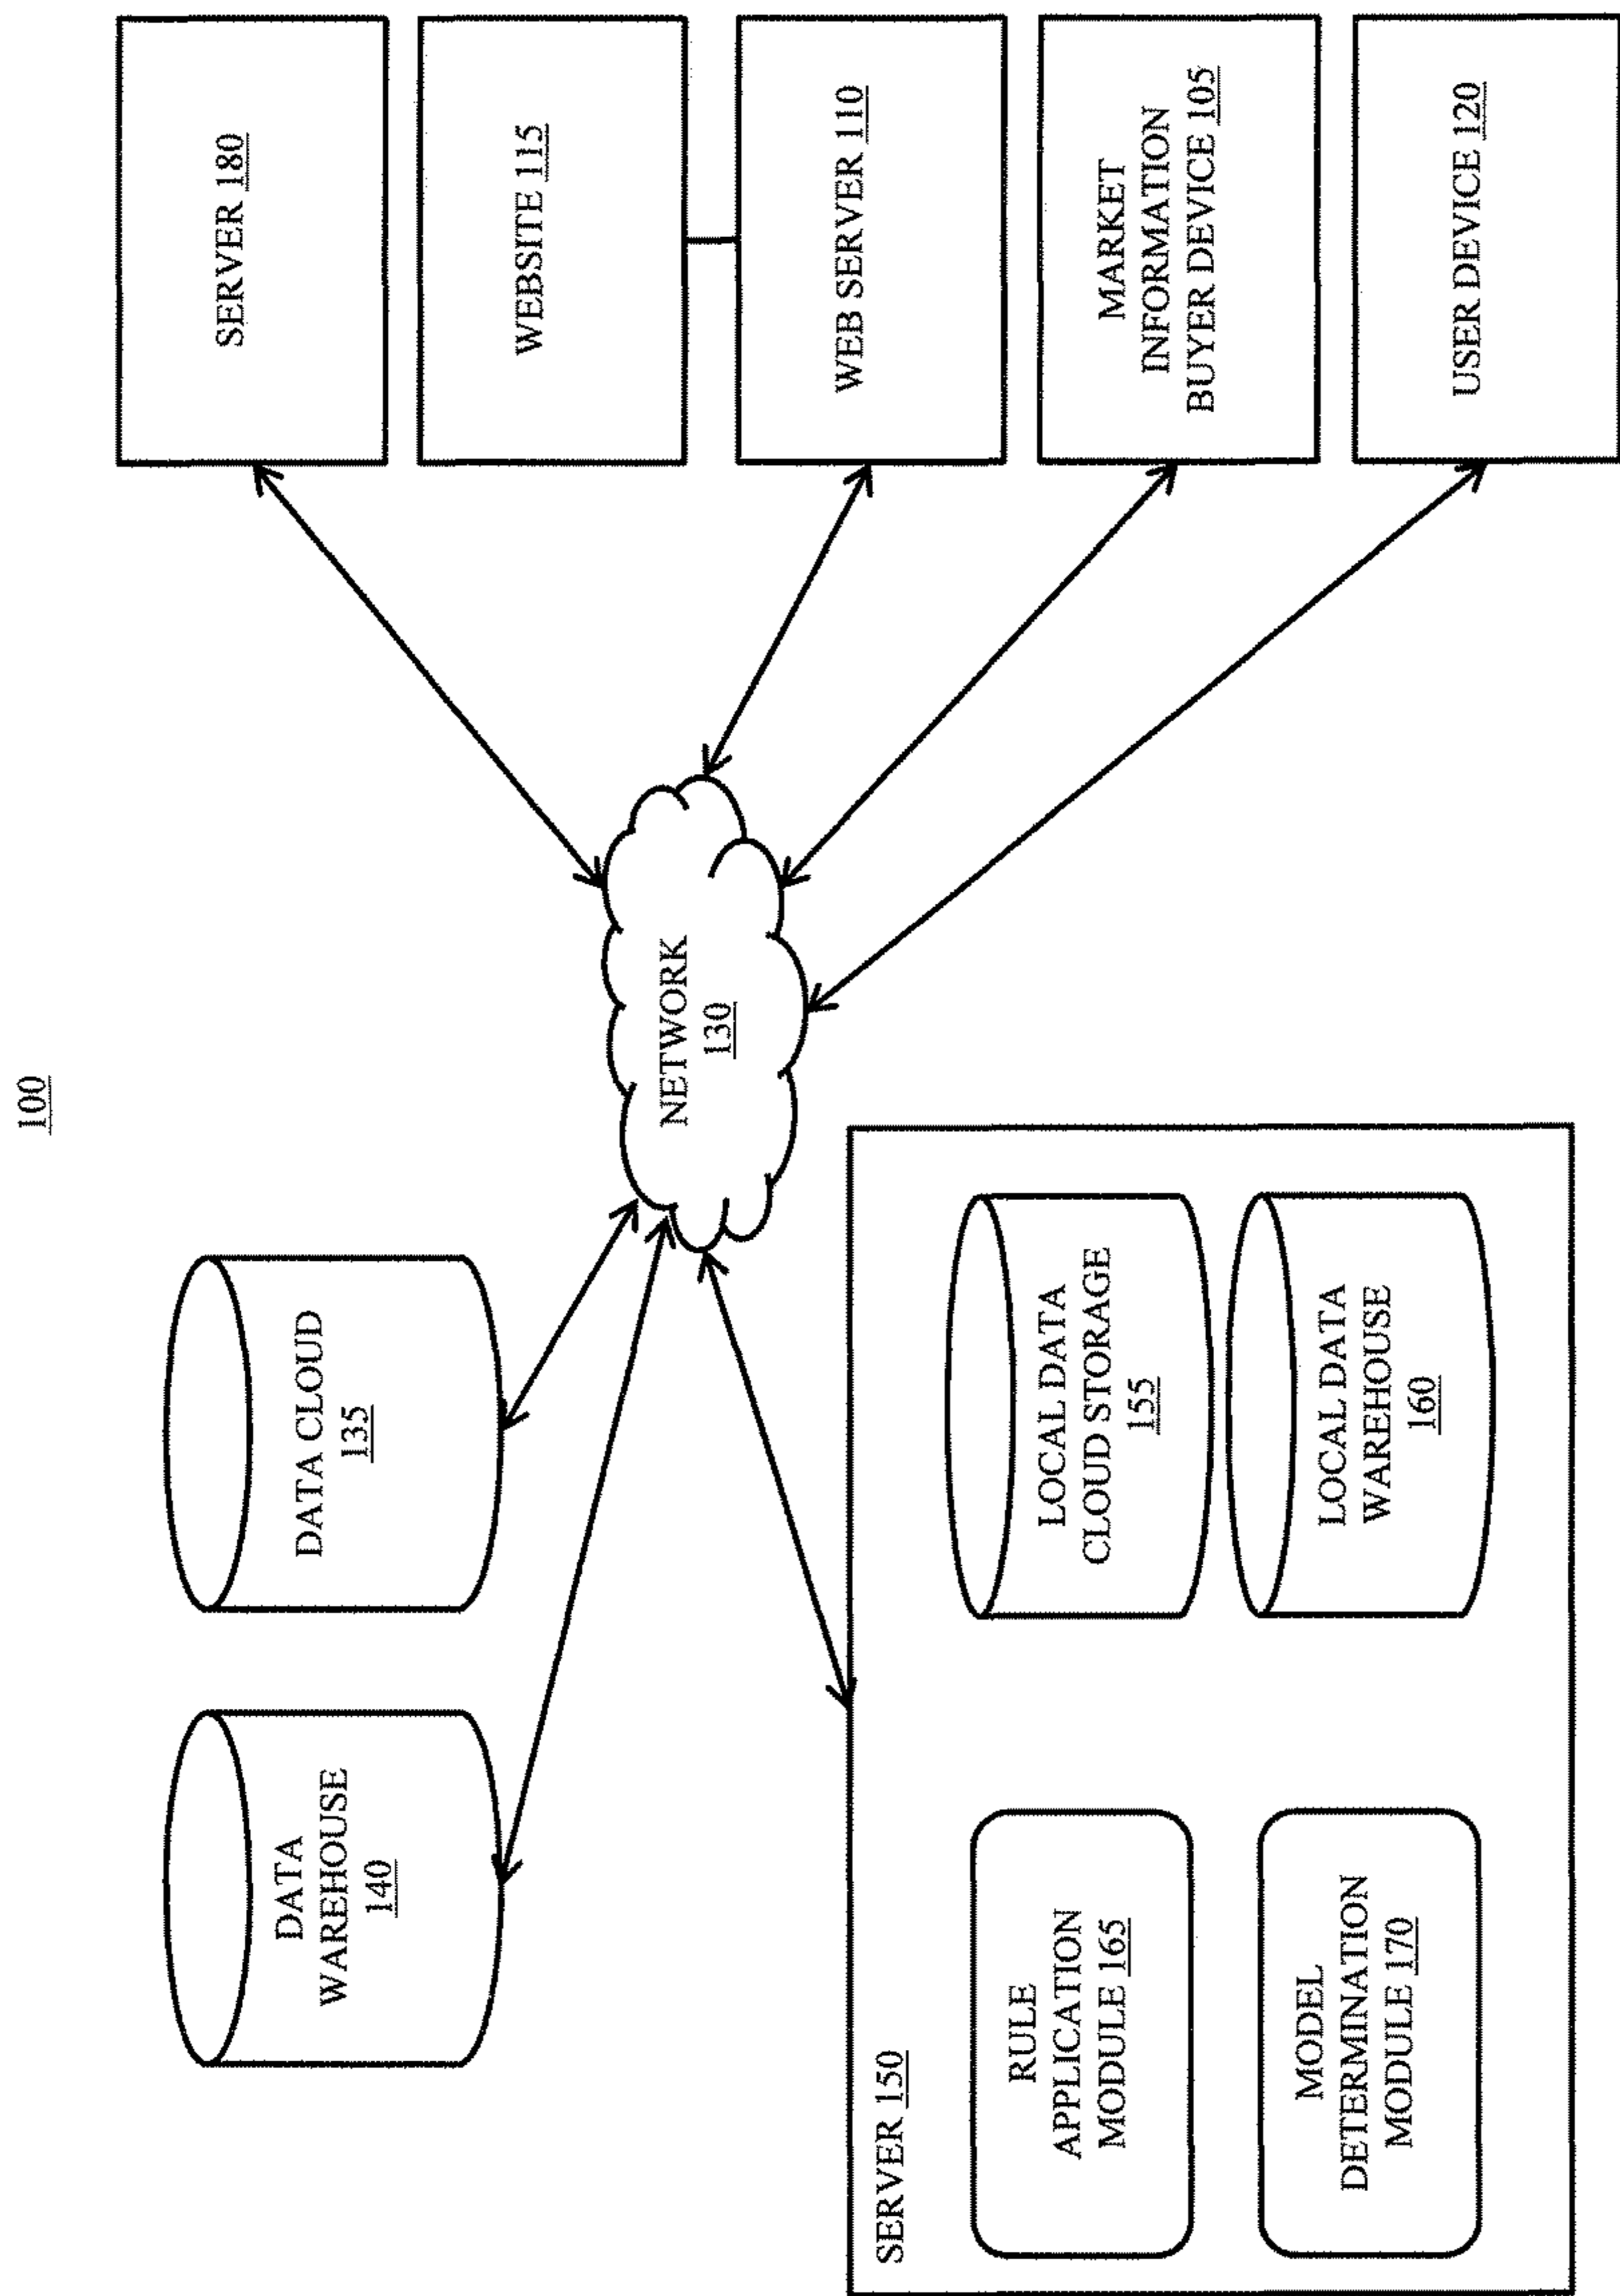 100
DATA
WAREHOUSE
140
DATA CLOUD
135
NETWORK
130
SERVER 180
WEBSITE 115
WEB SERVER 110
MARKET
INFORMATION
BUYER DEVICE 105
USER DEVICE 120
SERVER 150
RULE
APPLICATION
MODULE 165
LOCAL DATA
CLOUD STORAGE
155
MODEL
DETERMINATION
MODULE 170
LOCAL DATA
WAREHOUSE
160